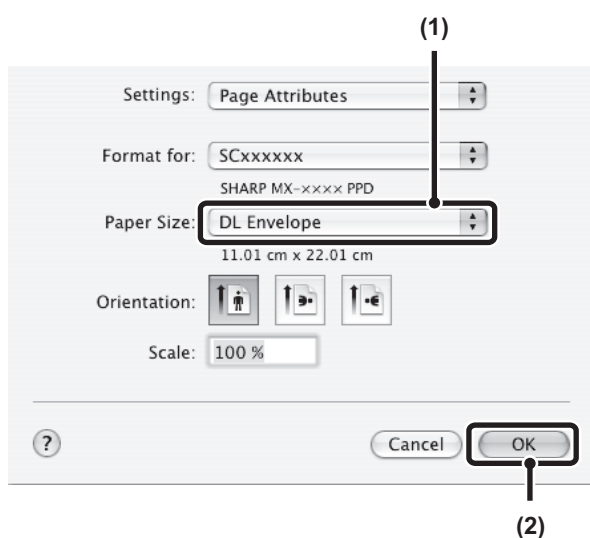 (1)
Settings: Page Attributes
Format for: SCxxxxxx
SHARP MX-×××× PPD
Paper Size: DL Envelope
11.01 cm x 22.01 cm
Orientation:
Scale: 100 %
? Cancel OK
(2)